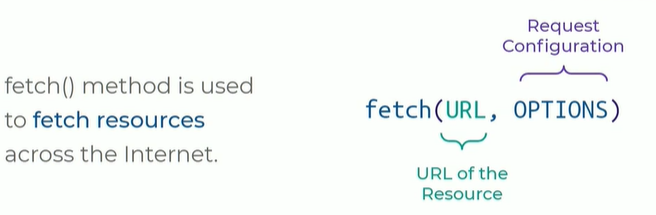 fetch() method is used
to fetch resources
across the Internet.
Request
Configuration
fetch(URL, OPTIONS)
URL of the
Resource